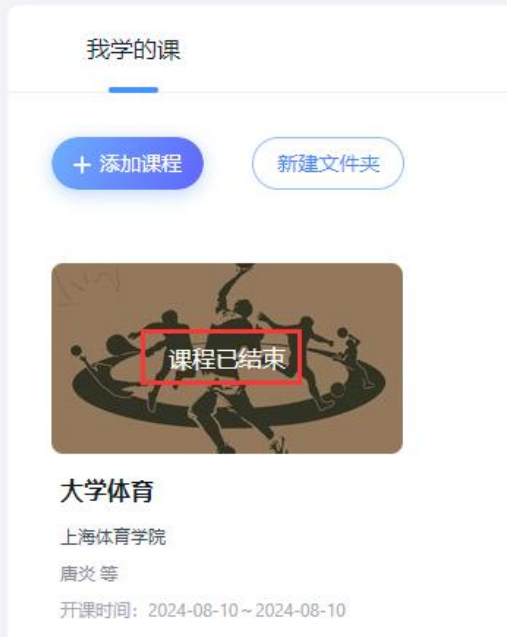 我学的课
+ 添加课程
新建文件夹
课程已结束
大学体育
上海体育学院
唐炎 等
开课时间：2024-08-10～2024-08-10